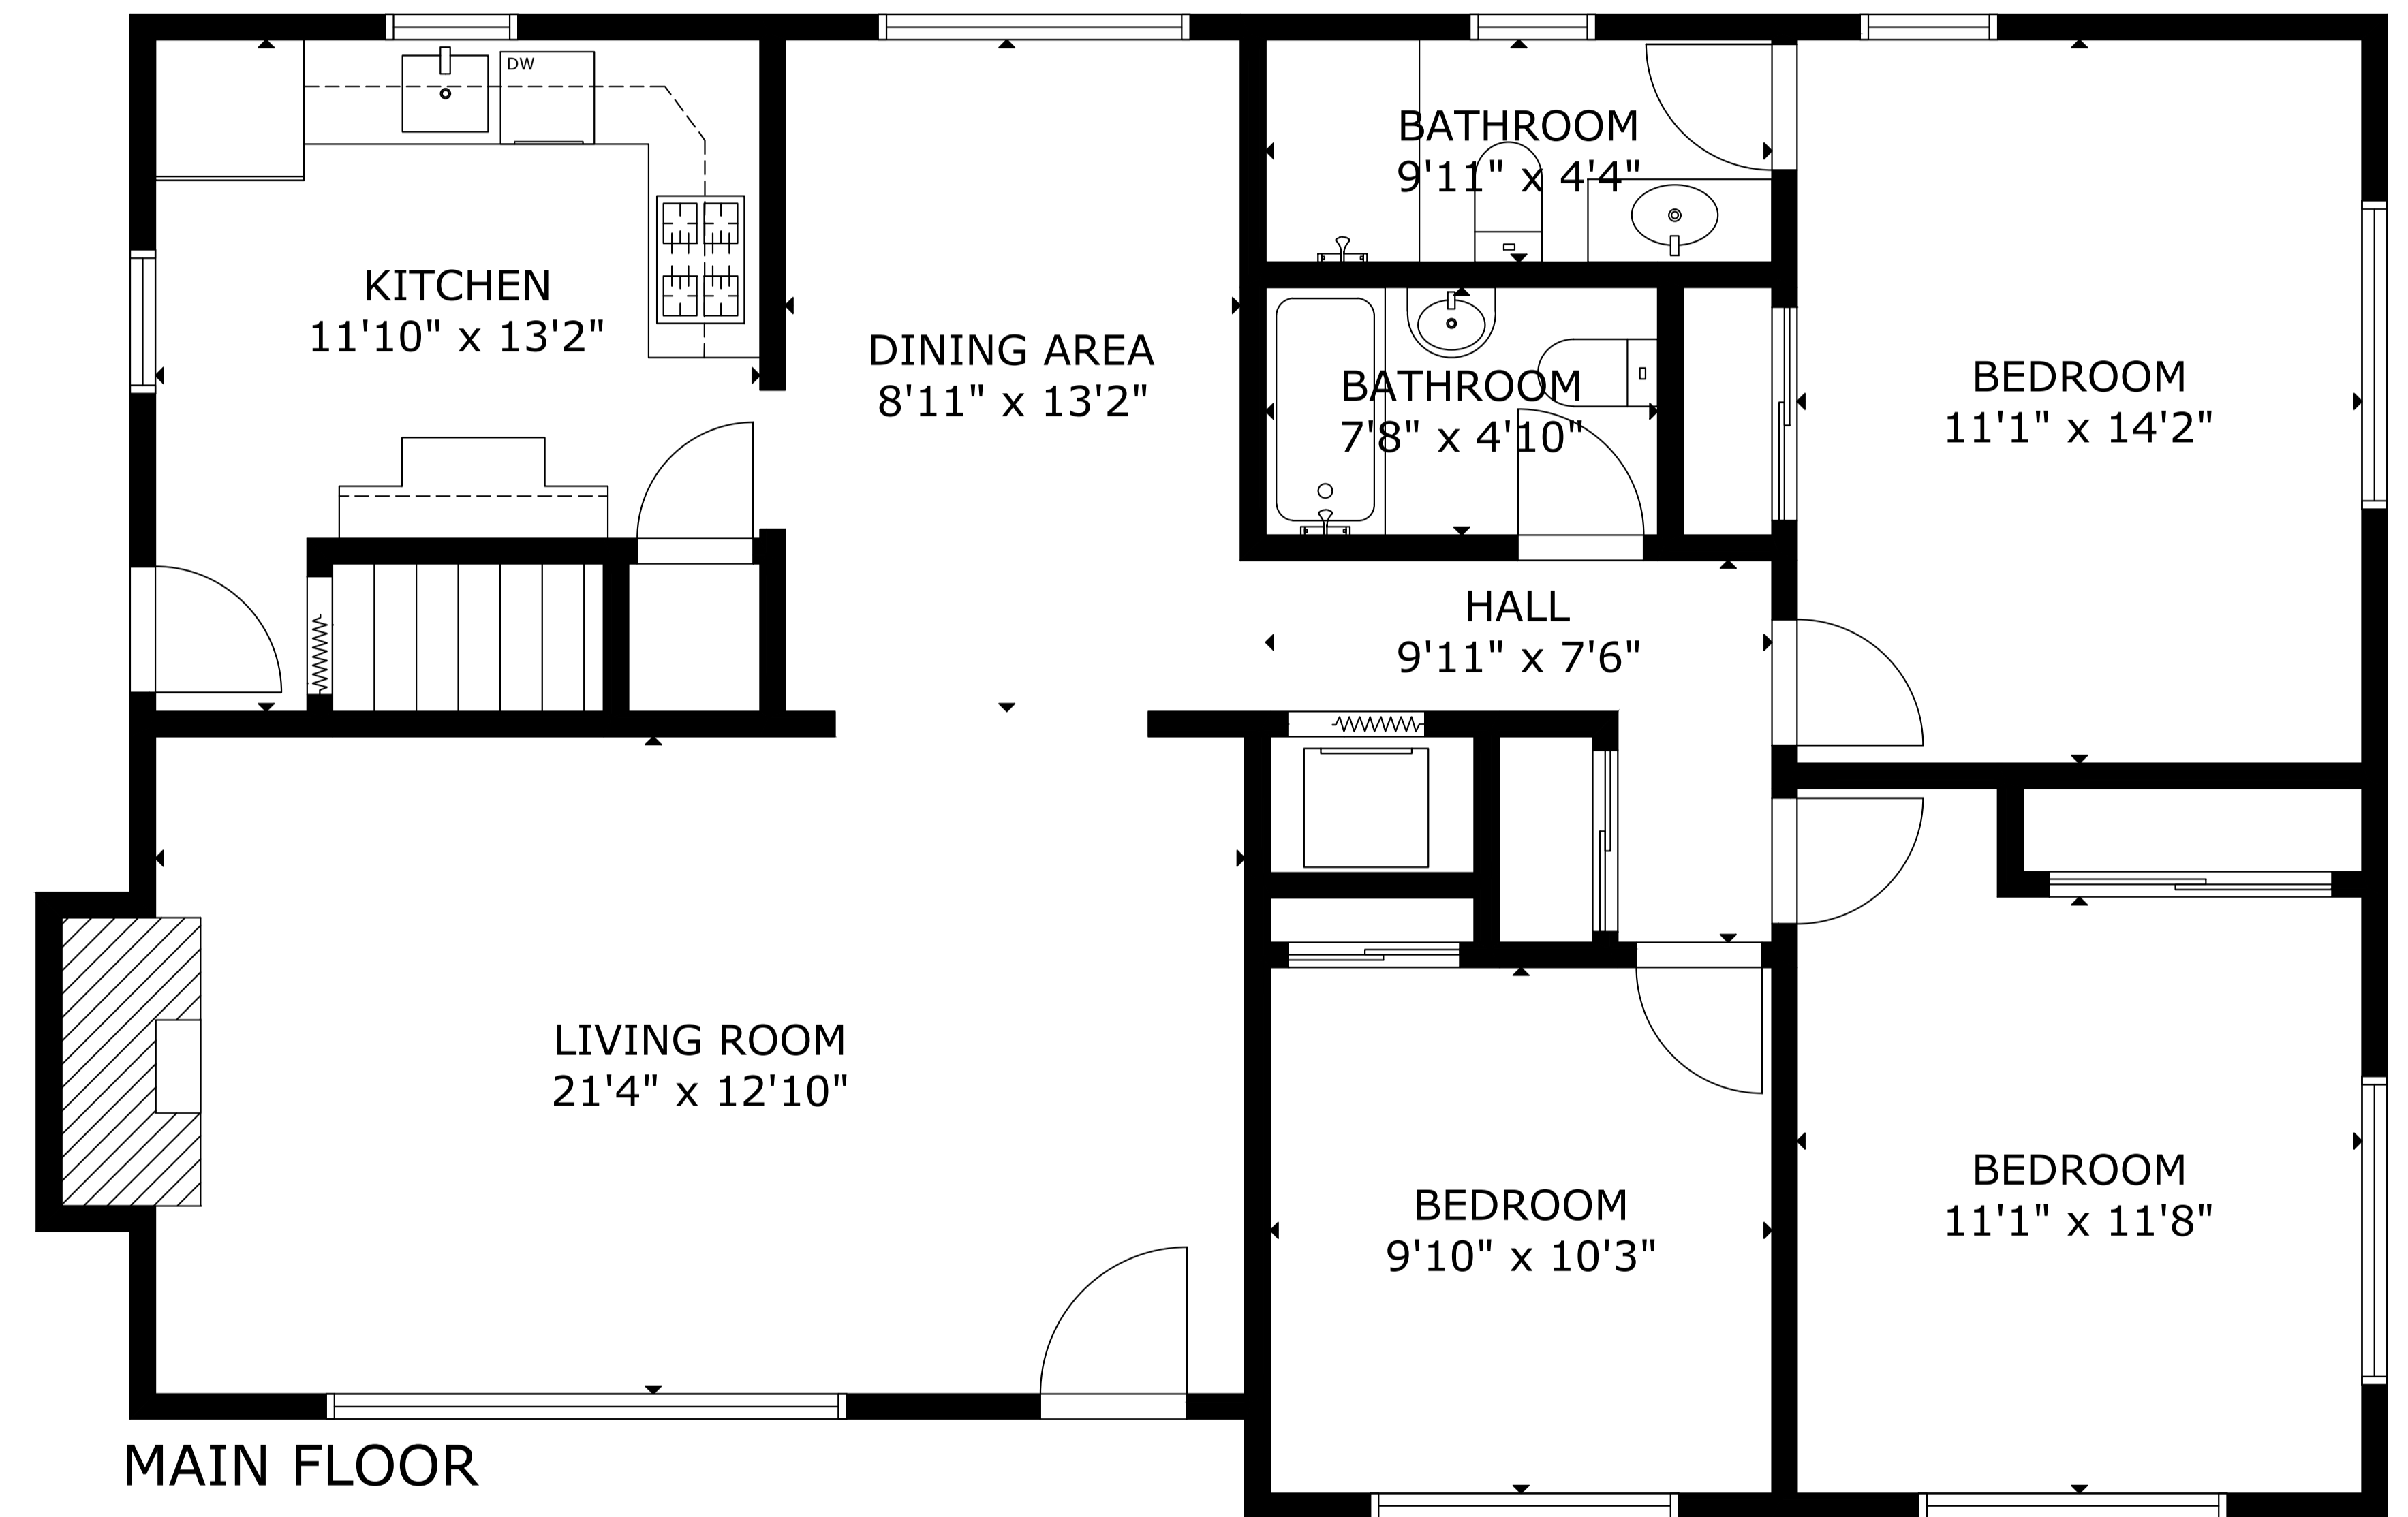 DW
BATHROOM
9'11" x 4'4"
KITCHEN
11'10" x 13'2"
DINING AREA
8'11" x 13'2"
BATHROOM
7'8" x 4'10"
BEDROOM
11'1" x 14'2"
HALL
9'11" x 7'6"
LIVING ROOM
21'4" x 12'10"
BEDROOM
9'10" x 10'3"
BEDROOM
11'1" x 11'8"
MAIN FLOOR